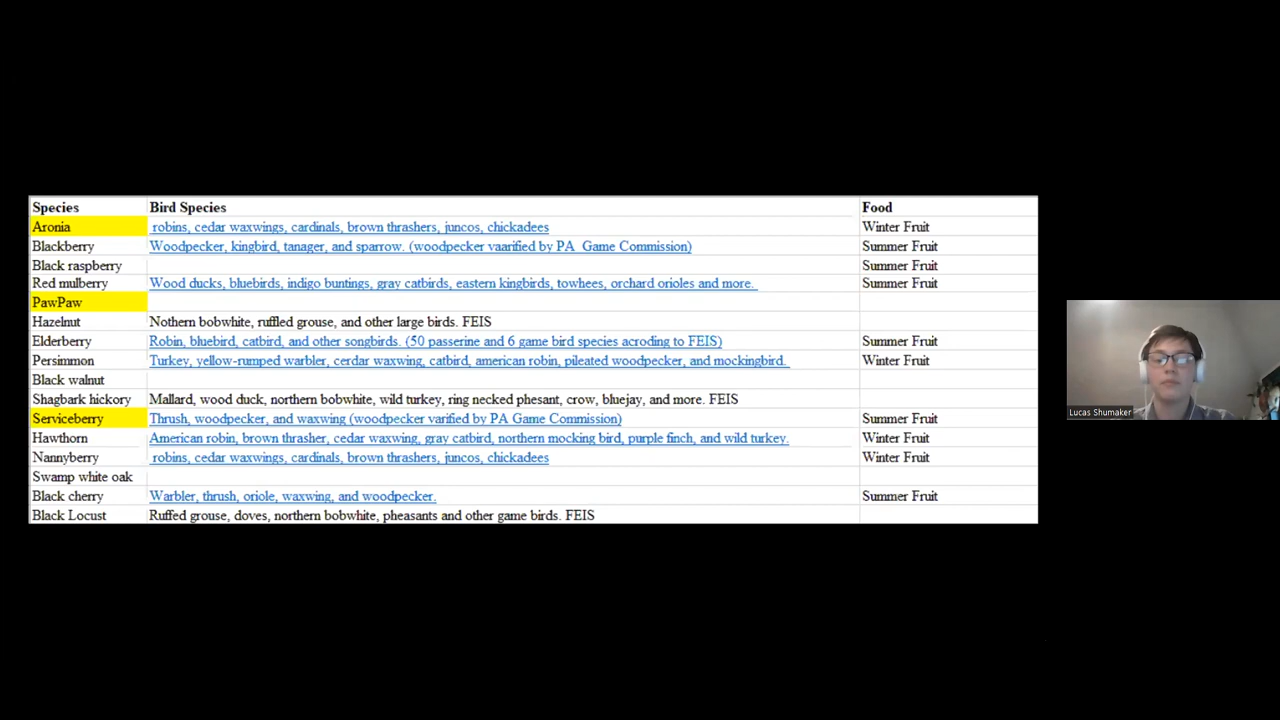 Species Bird Species Food
Aronia robins, cedar waxwings, cardinals, brown thrashers, juncos, chickadees Winter Fruit
Blackberry Woodpecker, kingbird, tanager, and sparrow. (woodpecker vaarified by PA Game Commission) Summer Fruit
Black raspberry Summer Fruit
Red mulberry Wood ducks, bluebirds, indigo buntings, gray catbirds, eastern kingbirds, towhees, orchard orioles and more. Summer Fruit
PawPaw
Hazelnut Nothern bobwhite, ruffled grouse, and other large birds. FEIS
Elderberry Robin, bluebird, catbird, and other songbirds. (50 passerine and 6 game bird species acroding to FEIS) Summer Fruit
Persimmon Turkey, yellow-rumped warbler, cerdar waxwing, catbird, american robin, pileated woodpecker, and mockingbird. Winter Fruit
Black walnut
Shagbark hickory Mallard, wood duck, northern bobwhite, wild turkey, ring necked phesant, crow, bluejay, and more. FEIS
Serviceberry Thrush, woodpecker, and waxwing (woodpecker varified by PA Game Commission) Summer Fruit
Hawthorn American robin, brown thrasher, cedar waxwing, gray catbird, northern mocking bird, purple finch, and wild turkey. Winter Fruit
Nannyberry robins, cedar waxwings, cardinals, brown thrashers, juncos, chickadees Winter Fruit
Swamp white oak
Black cherry Warbler, thrush, oriole, waxwing, and woodpecker. Summer Fruit
Black Locust Ruffed grouse, doves, northern bobwhite, pheasants and other game birds. FEIS
Lucas Shumaker